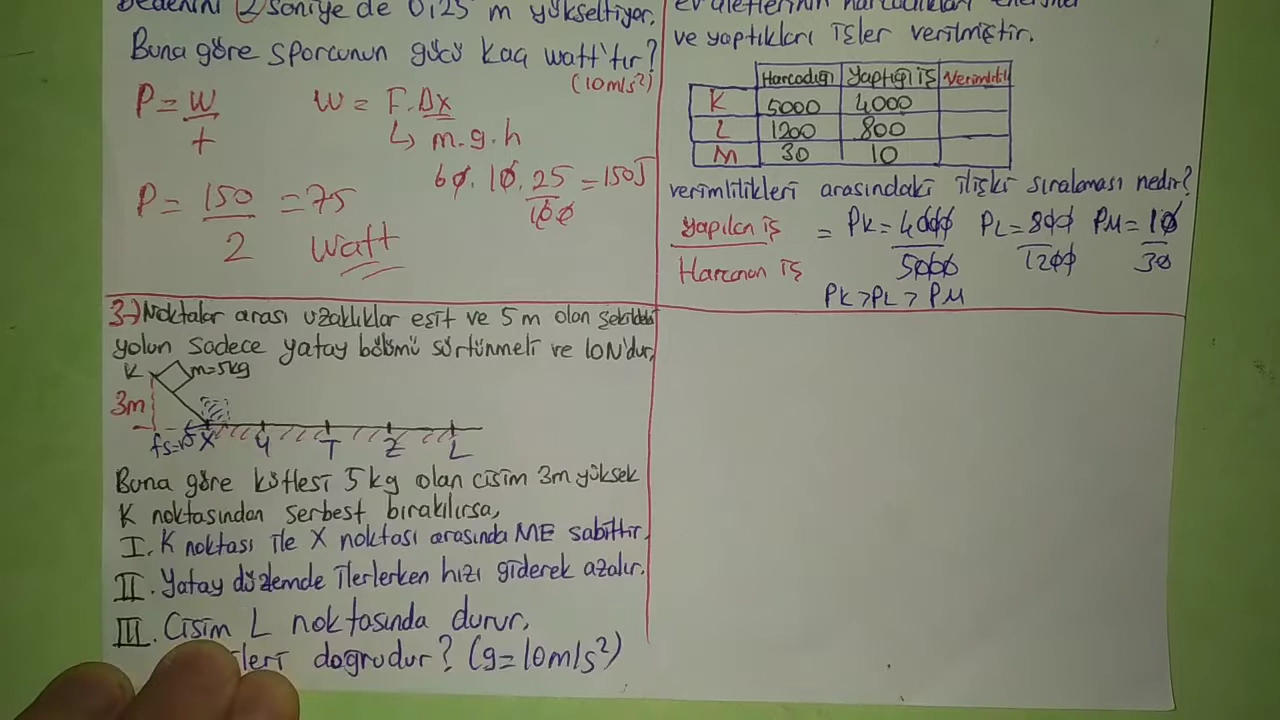 bedenini 2 saniyede 0,25 m yükseltiyor.
Buna göre sporcunun gücü kaç watt'tır?
(10m/s²)
P = W/t
W = F.Δx
↳ m.g.h
60.10.25/100 = 150J
P = 150/2 = 75
watt
ve yaptıkları işler verilmiştir.
Harcadığı Yaptığı iş Verimlilik
K 5000 4000
L 1200 800
M 30 10
verimlilikleri arasındaki ilişki sıralaması nedir?
Yapılan iş/Harcanan iş = PK = 4000/5000 PL = 800/1200 PM = 10/30
PK > PL > PM
3-) Noktalar arası uzaklıklar eşit ve 5m olan şekildeki
yolun sadece yatay bölümü sürtünmeli ve 10N'dur,
K m=5kg
3m
X Y T Z L
Buna göre kütlesi 5kg olan cisim 3m yüksek
K noktasından serbest bırakılırsa,
I. K noktası ile X noktası arasında ME sabittir.
II. Yatay düzlemde ilerlerken hızı giderek azalır.
III. Cisim L noktasında durur,
leri doğrudur? (g=10m/s²)